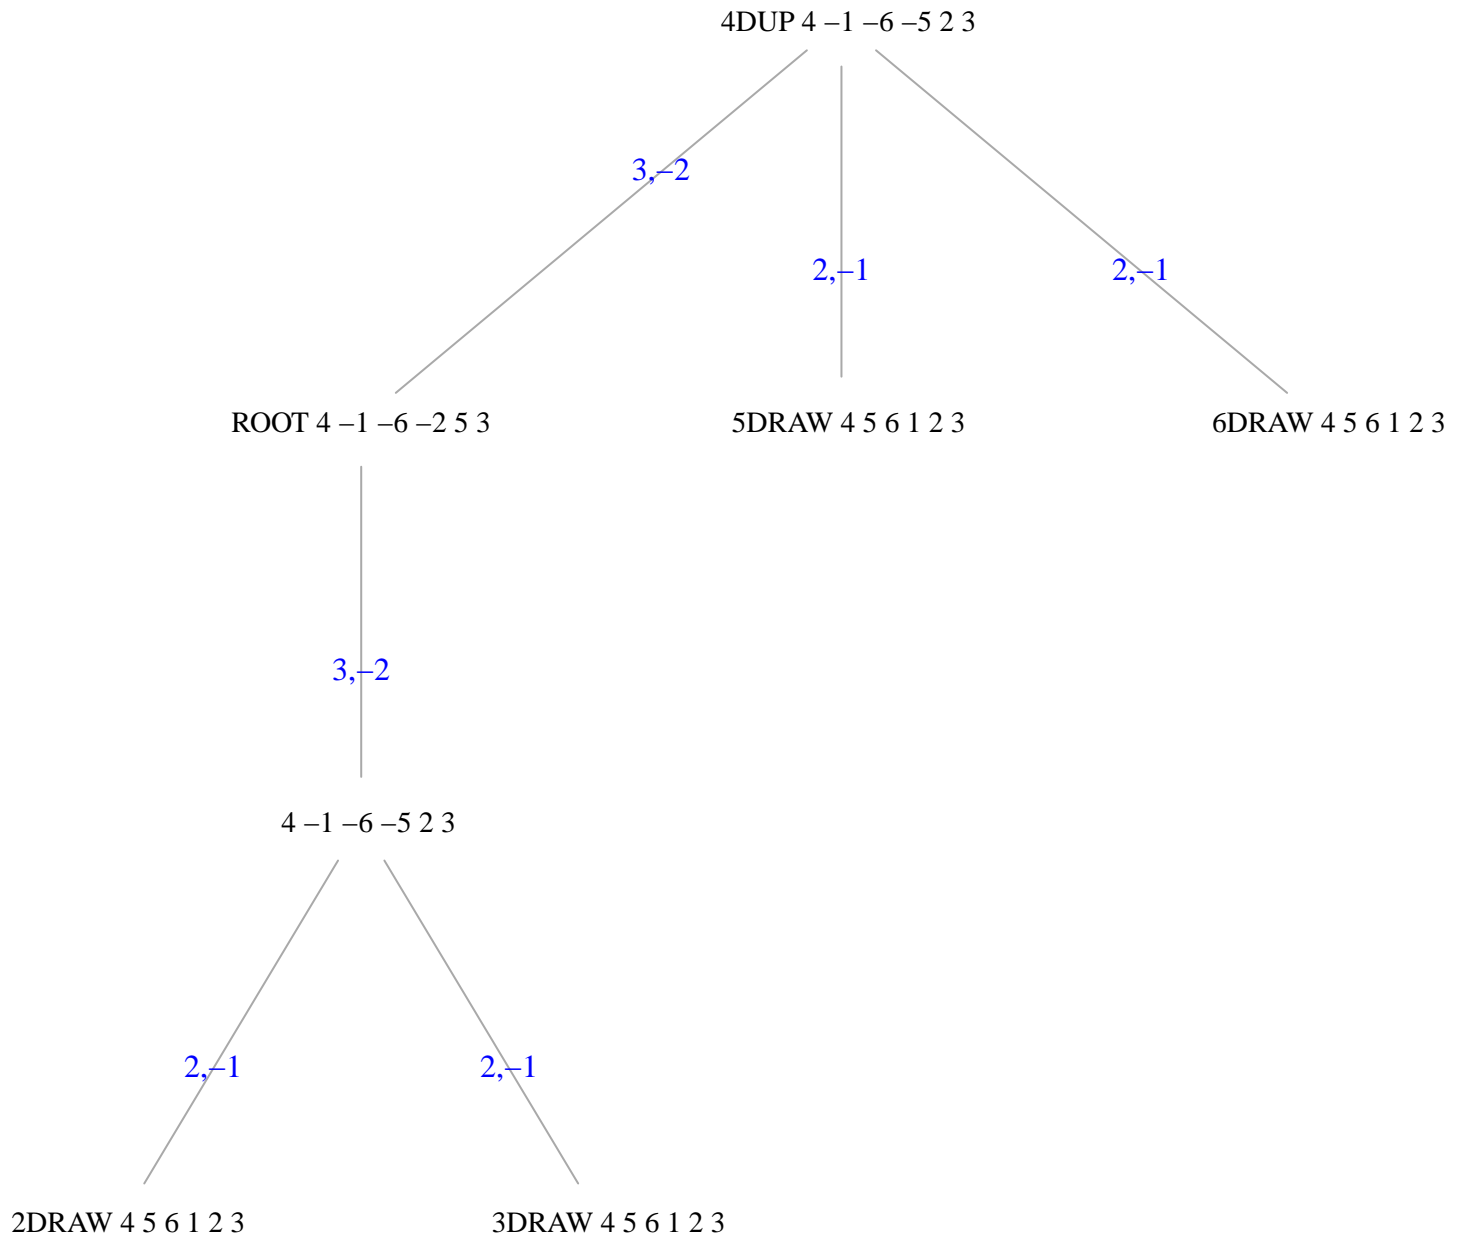 4DUP 4 –1 –6 –5 2 3
3,–2
2,–1
2,–1
ROOT 4 –1 –6 –2 5 3
5DRAW 4 5 6 1 2 3
6DRAW 4 5 6 1 2 3
3,–2
4 –1 –6 –5 2 3
2,–1
2,–1
2DRAW 4 5 6 1 2 3
3DRAW 4 5 6 1 2 3